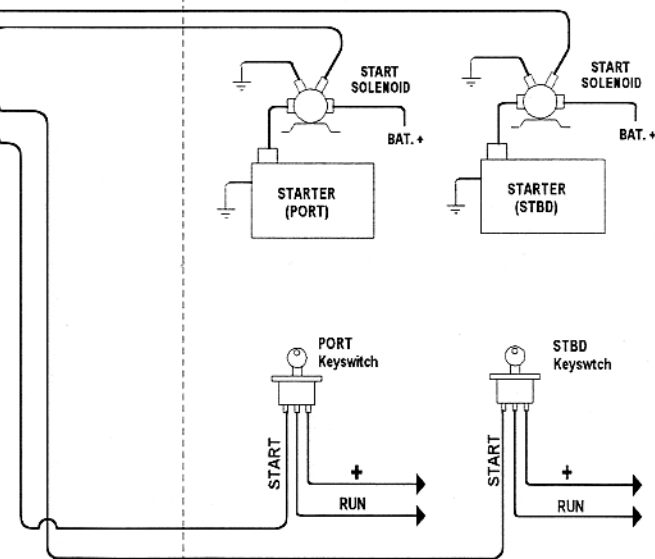 START
SOLENOID
BAT. +
STARTER
(PORT)
START
SOLENOID
BAT. +
STARTER
(STBD)
PORT
Keyswitch
START
+
RUN
STBD
Keyswtch
START
+
RUN